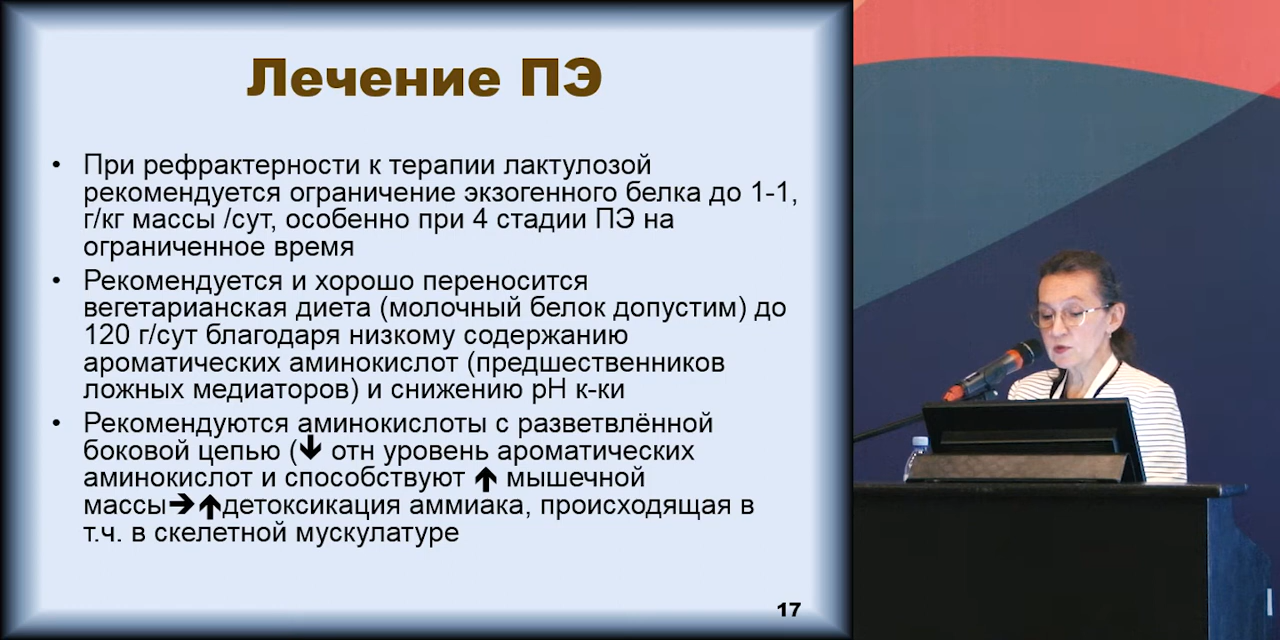 Лечение ПЭ
• При рефрактерности к терапии лактулозой
рекомендуется ограничение экзогенного белка до 1-1,
г/кг массы /сут, особенно при 4 стадии ПЭ на
ограниченное время
• Рекомендуется и хорошо переносится
вегетарианская диета (молочный белок допустим) до
120 г/сут благодаря низкому содержанию
ароматических аминокислот (предшественников
ложных медиаторов) и снижению pH к-ки
• Рекомендуются аминокислоты с разветвлённой
боковой цепью (🡇 отн уровень ароматических
аминокислот и способствуют 🡅 мышечной
массы🡆🡅детоксикация аммиака, происходящая в
т.ч. в скелетной мускулатуре
17